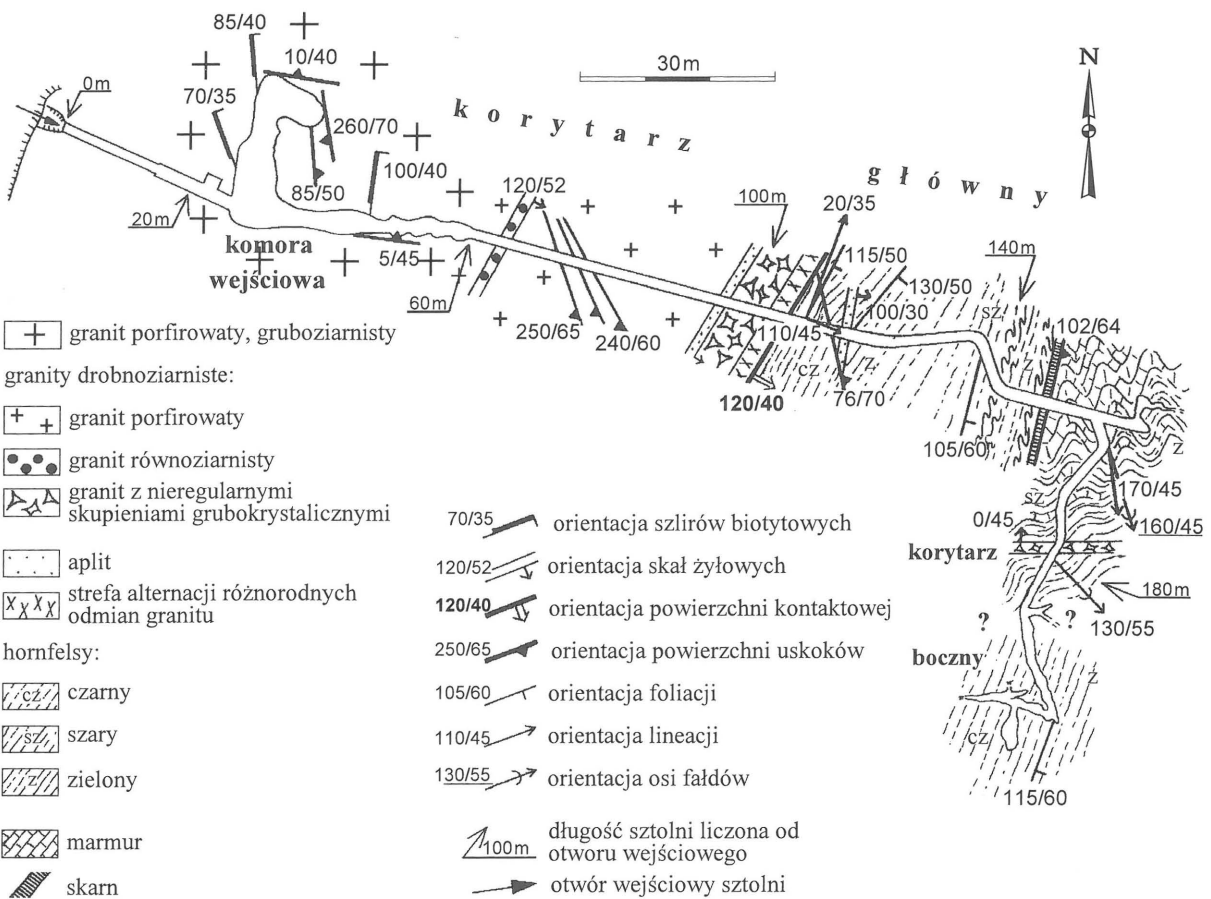 85/40
10/40
70/35
0m
260/70
85/50
100/40
20m
komora
wejściowa
5/45
60m
30m
N
korytarz
główny
120/52
250/65
240/60
100m
20/35
115/50
130/50
100/30
110/45
cz
z
120/40
76/70
140m
sz
z
102/64
105/60
z
170/45
sz
0/45
160/45
korytarz
180m
130/55
?
?
boczny
z
cz
115/60
granit porfirowaty, gruboziarnisty
granity drobnoziarniste:
granit porfirowaty
granit równoziarnisty
granit z nieregularnymi
skupieniami grubokrystalicznymi
aplit
strefa alternacji różnorodnych
odmian granitu
hornfelsy:
cz czarny
sz szary
z zielony
marmur
skarn
70/35 orientacja szlirów biotytowych
120/52 orientacja skał żyłowych
120/40 orientacja powierzchni kontaktowej
250/65 orientacja powierzchni uskoków
105/60 orientacja foliacji
110/45 orientacja lineacji
130/55 orientacja osi fałdów
100m długość sztolni liczona od
otworu wejściowego
otwór wejściowy sztolni